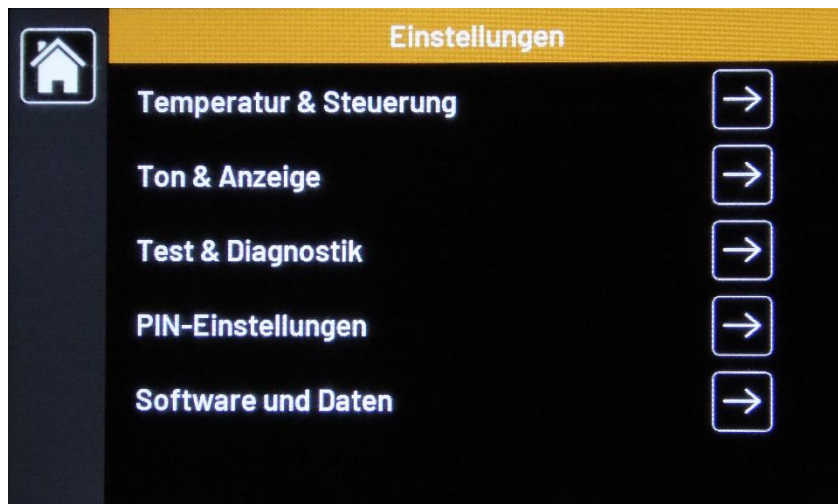 Einstellungen
Temperatur & Steuerung
Ton & Anzeige
Test & Diagnostik
PIN-Einstellungen
Software und Daten